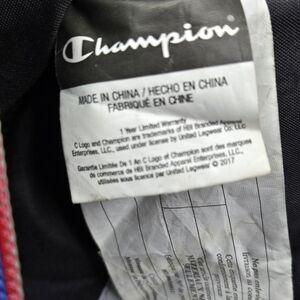 Champion
MADE IN CHINA / HECHO EN CHINA
FABRIQUÉ EN CHINE
1 Year Limited Warranty
C Logo and Champion are trademarks of HBI Branded Apparel
Enterprises, LLC., used under license by United Legwear Co. LLC
Garantie Limitée De 1 An C Logo et Champion sont des marques
de commerce de HBI Branded Apparel Enterprises, LLC.,
utilisées sous licence par United Legwear © 2017